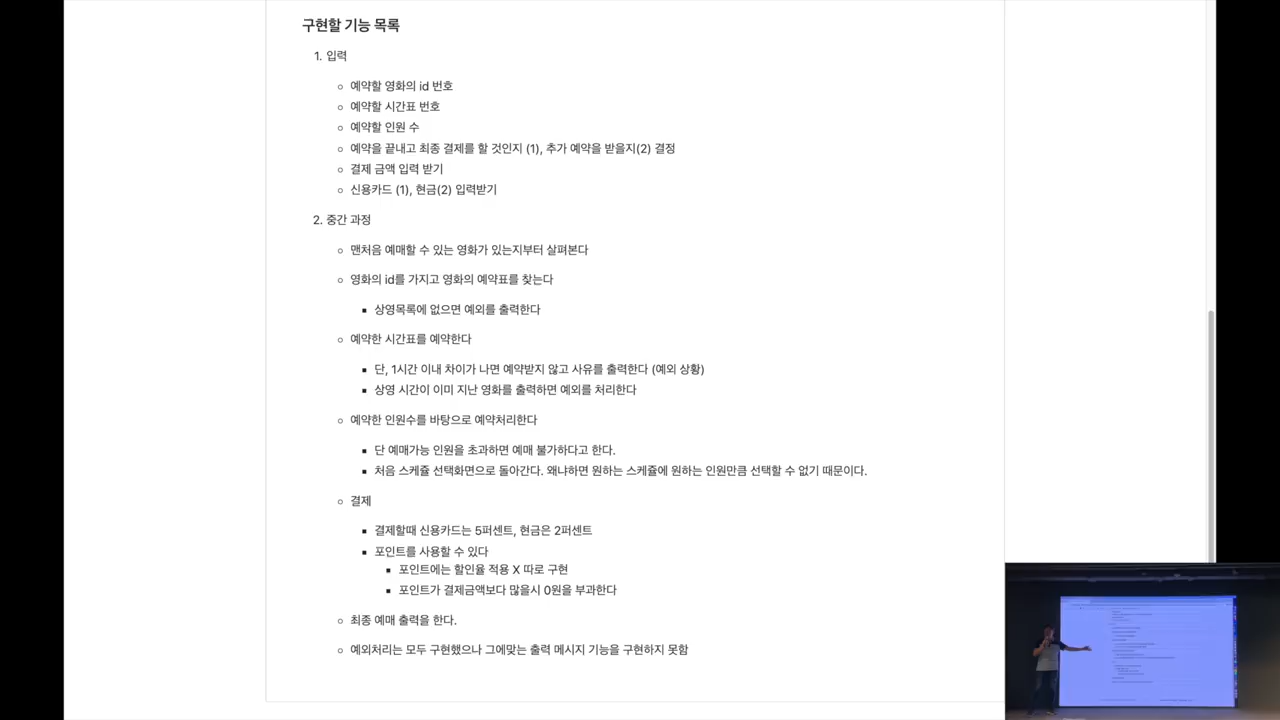 구현할 기능 목록
1. 입력
예약할 영화의 id 번호
예약할 시간표 번호
예약할 인원 수
예약을 끝내고 최종 결제를 할 것인지 (1), 추가 예약을 받을지(2) 결정
결제 금액 입력 받기
신용카드 (1), 현금(2) 입력받기
2. 중간 과정
맨처음 예매할 수 있는 영화가 있는지부터 살펴본다
영화의 id를 가지고 영화의 예약표를 찾는다
상영목록에 없으면 예외를 출력한다
예약한 시간표를 예약한다
단, 1시간 이내 차이가 나면 예약받지 않고 사유를 출력한다 (예외 상황)
상영 시간이 이미 지난 영화를 출력하면 예외를 처리한다
예약한 인원수를 바탕으로 예약처리한다
단 예매가능 인원을 초과하면 예매 불가하다고 한다.
처음 스케쥴 선택화면으로 돌아간다. 왜냐하면 원하는 스케쥴에 원하는 인원만큼 선택할 수 없기 때문이다.
결제
결제할때 신용카드는 5퍼센트, 현금은 2퍼센트
포인트를 사용할 수 있다
포인트에는 할인율 적용 X 따로 구현
포인트가 결제금액보다 많을시 0원을 부과한다
최종 예매 출력을 한다.
예외처리는 모두 구현했으나 그에맞는 출력 메시지 기능을 구현하지 못함